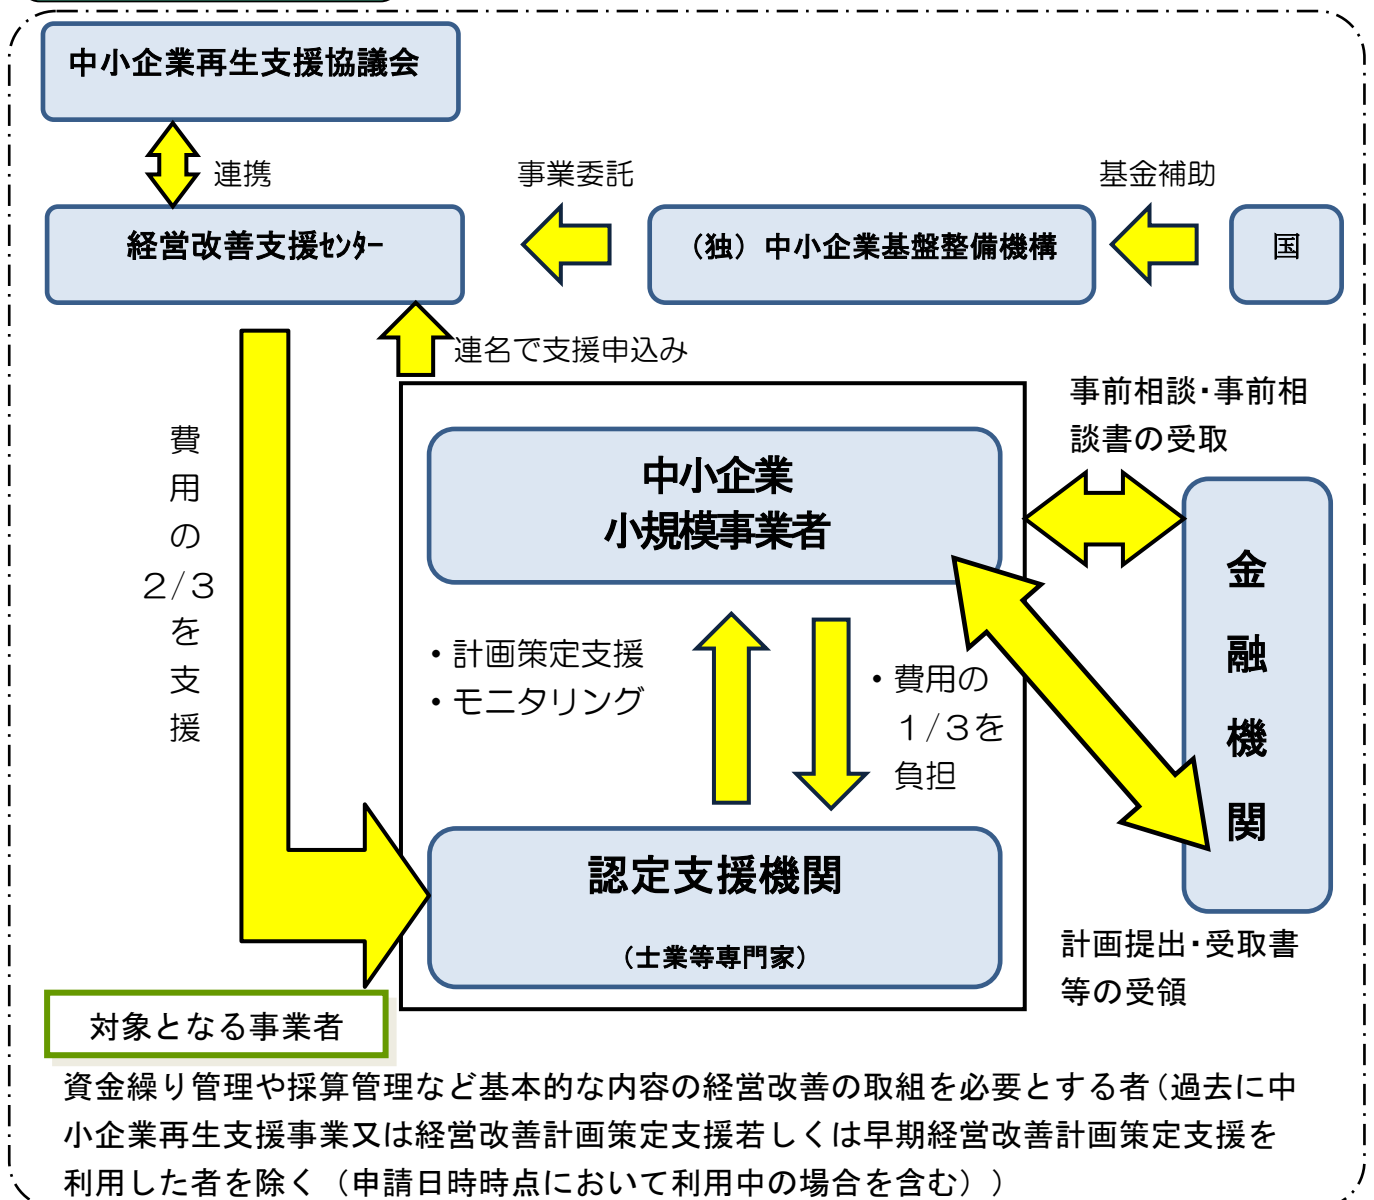 中小企業再生支援協議会
連携
事業委託
基金補助
経営改善支援ｾﾝﾀｰ
（独）中小企業基盤整備機構
国
連名で支援申込み
事前相談・事前相
談書の受取
費
用
の
２/３
を
支
援
中小企業
小規模事業者
金
融
機
関
・計画策定支援
・モニタリング
・費用の
１/３を
負担
認定支援機関
（士業等専門家）
計画提出・受取書
等の受領
対象となる事業者
資金繰り管理や採算管理など基本的な内容の経営改善の取組を必要とする者（過去に中
小企業再生支援事業又は経営改善計画策定支援若しくは早期経営改善計画策定支援を
利用した者を除く（申請日時時点において利用中の場合を含む））